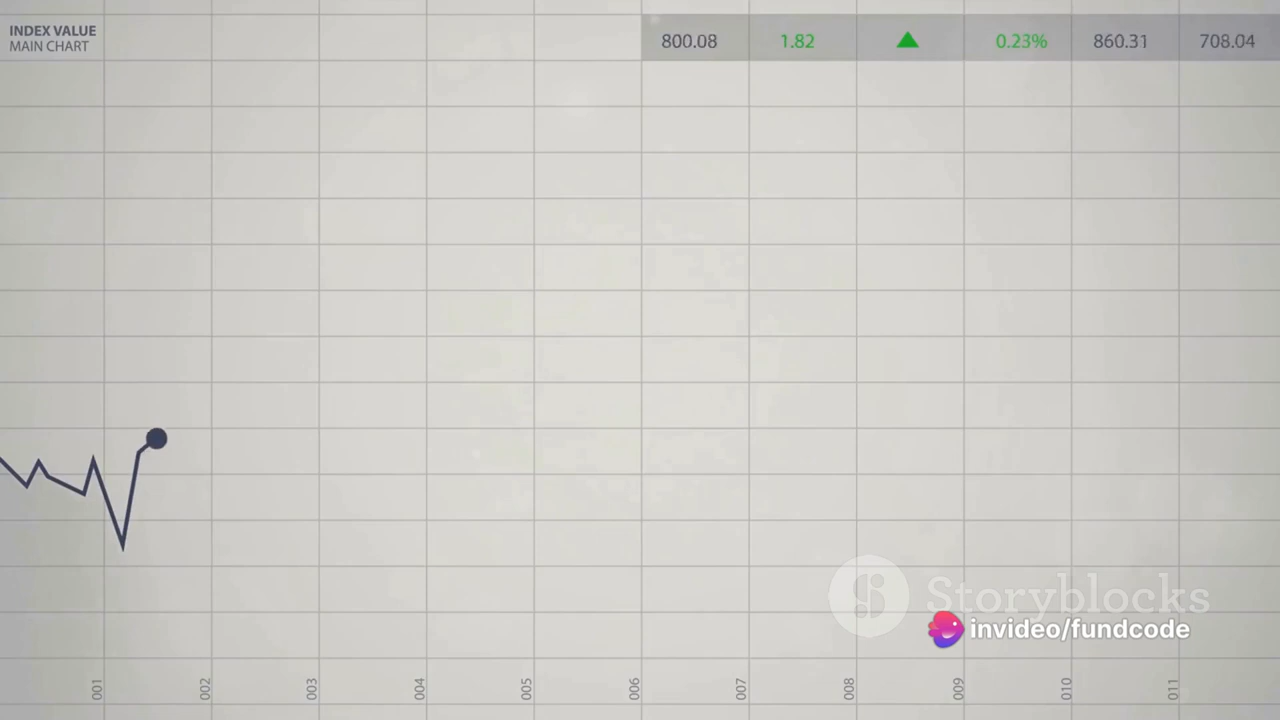 INDEX VALUE
MAIN CHART
800.08 1.82 0.23% 860.31 708.04
Storyblocks
invideo/fundcode
001 002 003 004 005 006 007 008 009 010 011